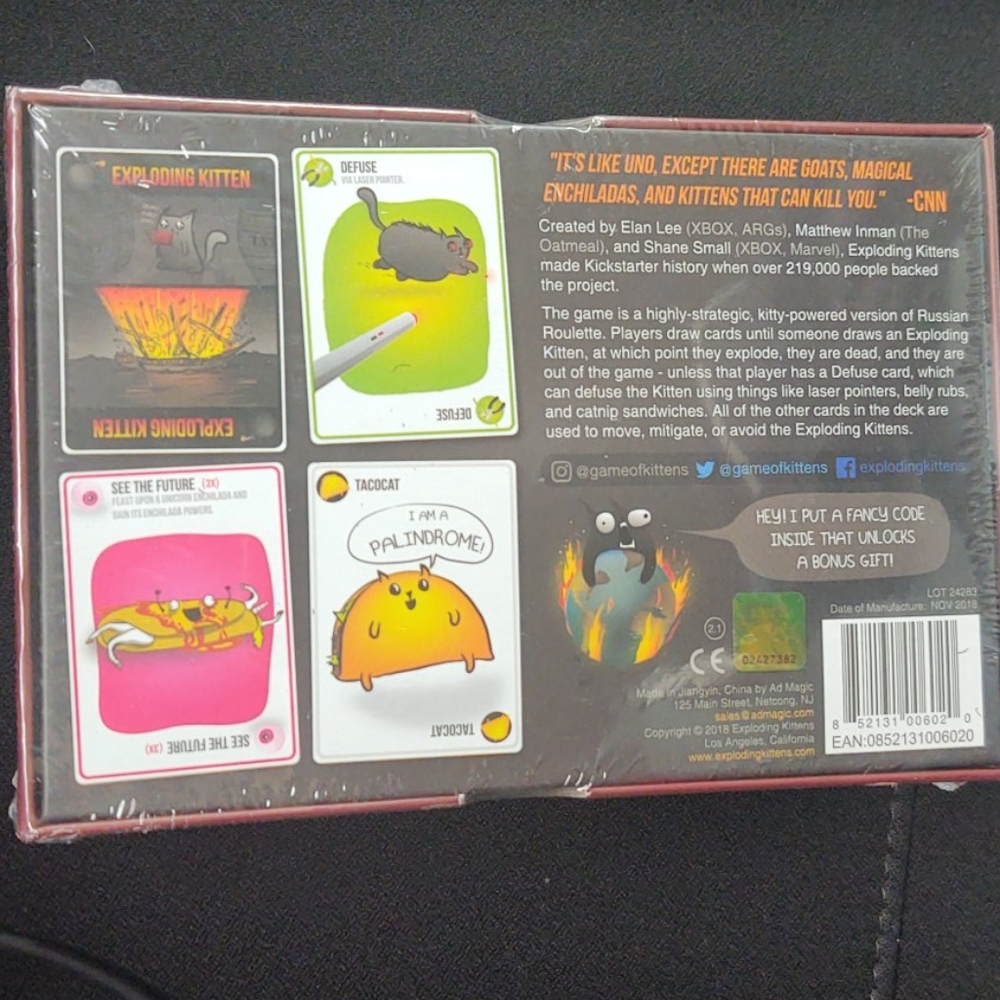 EXPLODING KITTEN
EXPLODING KITTEN
DEFUSE
VIA LASER POINTER.
DEFUSE
SEE THE FUTURE (3X)
FEAST UPON A UNICORN ENCHILADA AND
GAIN ITS ENCHILADA POWERS.
SEE THE FUTURE (3X)
TACOCAT
I AM A
PALINDROME!
TACOCAT
"IT'S LIKE UNO, EXCEPT THERE ARE GOATS, MAGICAL
ENCHILADAS, AND KITTENS THAT CAN KILL YOU." -CNN
Created by Elan Lee (XBOX, ARGs), Matthew Inman (The
Oatmeal), and Shane Small (XBOX, Marvel), Exploding Kittens
made Kickstarter history when over 219,000 people backed
the project.
The game is a highly-strategic, kitty-powered version of Russian
Roulette. Players draw cards until someone draws an Exploding
Kitten, at which point they explode, they are dead, and they are
out of the game - unless that player has a Defuse card, which
can defuse the Kitten using things like laser pointers, belly rubs,
and catnip sandwiches. All of the other cards in the deck are
used to move, mitigate, or avoid the Exploding Kittens.
@gameofkittens @gameofkittens explodingkittens
HEY! I PUT A FANCY CODE
INSIDE THAT UNLOCKS
A BONUS GIFT!
LOT 24283
Date of Manufacture: NOV 2018
2.1
CE
02427382
Made in Jiangyin, China by Ad Magic
125 Main Street, Netcong, NJ
sales@admagic.com
Copyright © 2018 Exploding Kittens
Los Angeles, California
www.explodingkittens.com
8 52131 00602 0
EAN:0852131006020